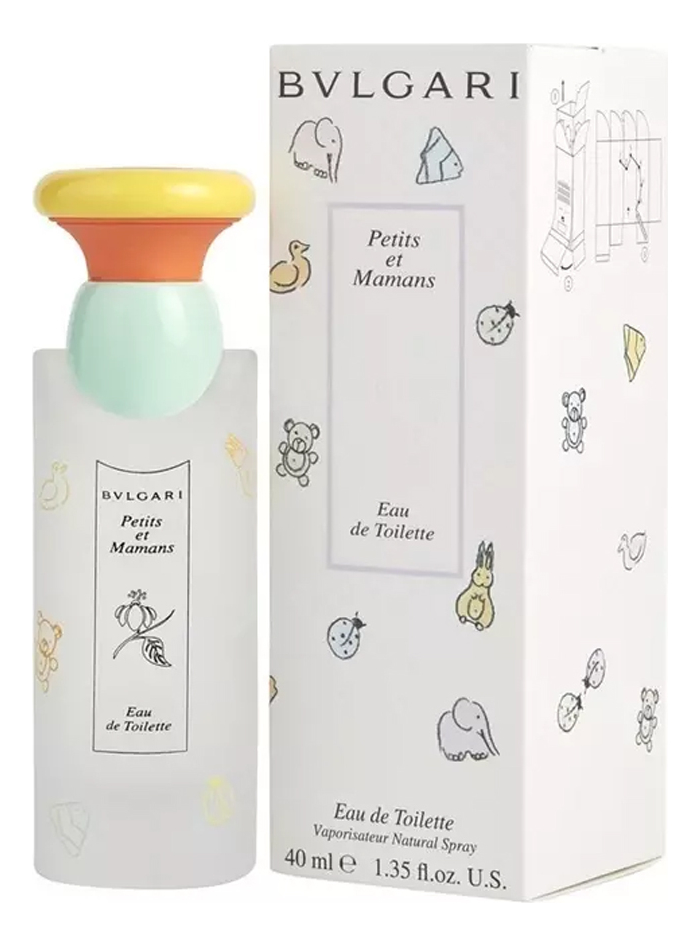 BVLGARI
Petits
et
Mamans
Eau
de Toilette
Eau de Toilette
Vaporisateur Natural Spray
40 ml ℮ 1.35 fl.oz. U.S.
BVLGARI
Petits
et
Mamans
Eau
de Toilette